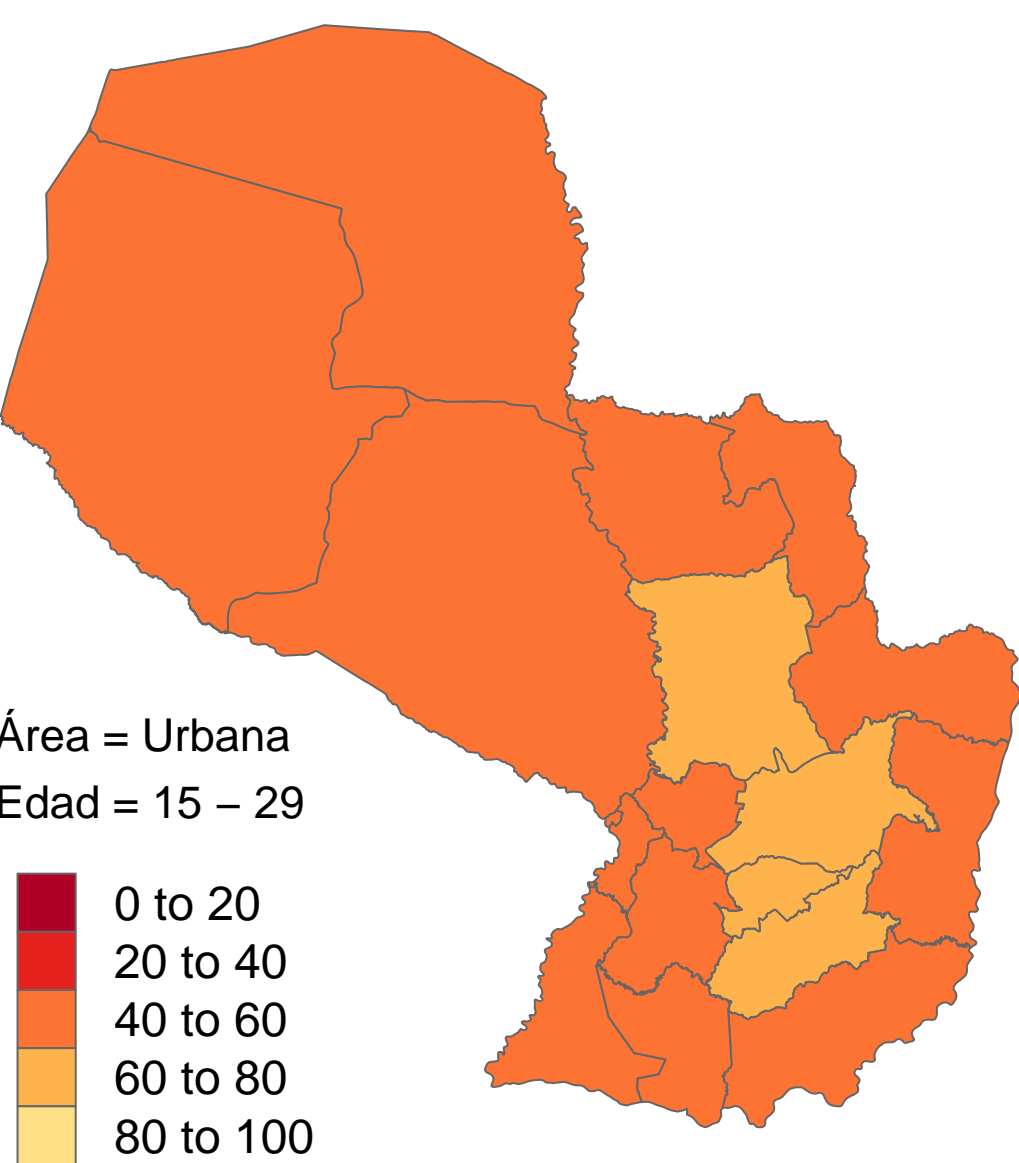 Área = Urbana
Edad = 15 – 29
0 to 20
20 to 40
40 to 60
60 to 80
80 to 100